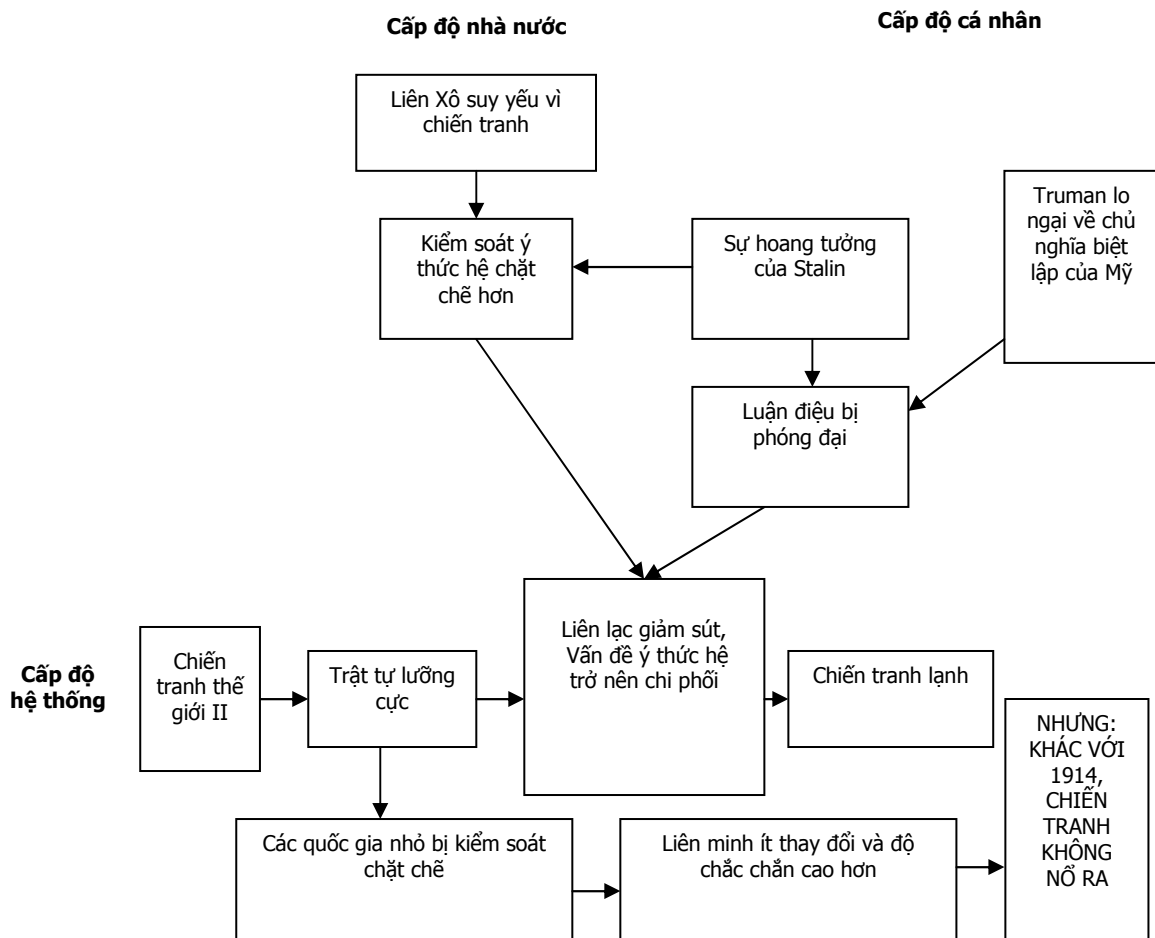 Cấp độ nhà nước
Cấp độ cá nhân
Liên Xô suy yếu vì
chiến tranh
Kiểm soát ý
thức hệ chặt
chẽ hơn
Sự hoang tưởng
của Stalin
Truman lo
ngại về chủ
nghĩa biệt
lập của Mỹ
Luận điệu bị
phóng đại
Cấp độ
hệ thống
Chiến
tranh thế
giới II
Trật tự lưỡng
cực
Liên lạc giảm sút,
Vấn đề ý thức hệ
trở nên chi phối
Chiến tranh lạnh
Các quốc gia nhỏ bị kiểm soát
chặt chẽ
Liên minh ít thay đổi và độ
chắc chắn cao hơn
NHƯNG:
KHÁC VỚI
1914,
CHIẾN
TRANH
KHÔNG
NỔ RA